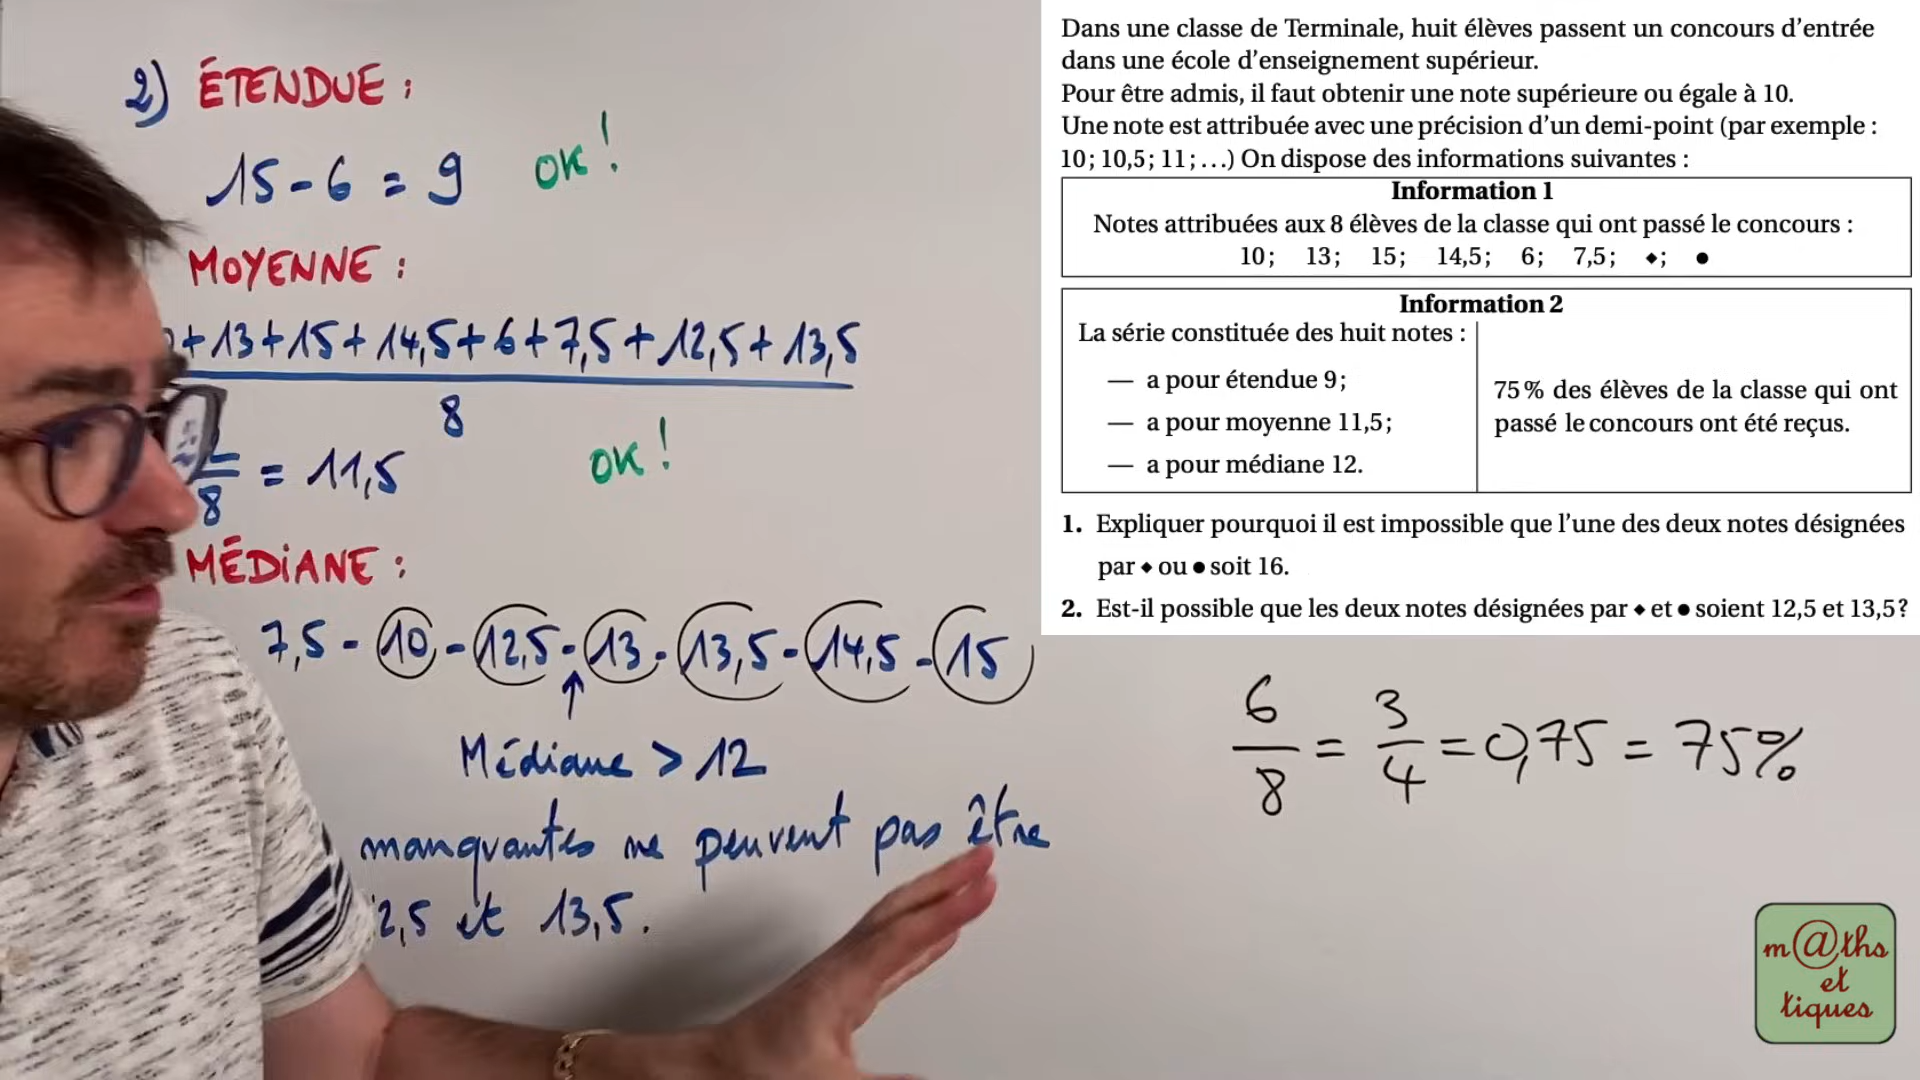 2) ÉTENDUE :
15 - 6 = 9 OK !
MOYENNE :
+ 13 + 15 + 14,5 + 6 + 7,5 + 12,5 + 13,5
8
8 = 11,5 OK !
MÉDIANE :
7,5 - 10 - 12,5 - 13 - 13,5 - 14,5 - 15
↑
Médiane > 12
manquantes ne peuvent pas être
2,5 et 13,5.
Dans une classe de Terminale, huit élèves passent un concours d'entrée
dans une école d'enseignement supérieur.
Pour être admis, il faut obtenir une note supérieure ou égale à 10.
Une note est attribuée avec une précision d'un demi-point (par exemple :
10 ; 10,5 ; 11 ; …) On dispose des informations suivantes :
Information 1
Notes attribuées aux 8 élèves de la classe qui ont passé le concours :
10 ; 13 ; 15 ; 14,5 ; 6 ; 7,5 ; ◆ ; ●
Information 2
La série constituée des huit notes :
— a pour étendue 9 ;
— a pour moyenne 11,5 ;
— a pour médiane 12.
75 % des élèves de la classe qui ont
passé le concours ont été reçus.
1. Expliquer pourquoi il est impossible que l'une des deux notes désignées
par ◆ ou ● soit 16.
2. Est-il possible que les deux notes désignées par ◆ et ● soient 12,5 et 13,5 ?
6/8 = 3/4 = 0,75 = 75%
m@ths
et
tiques